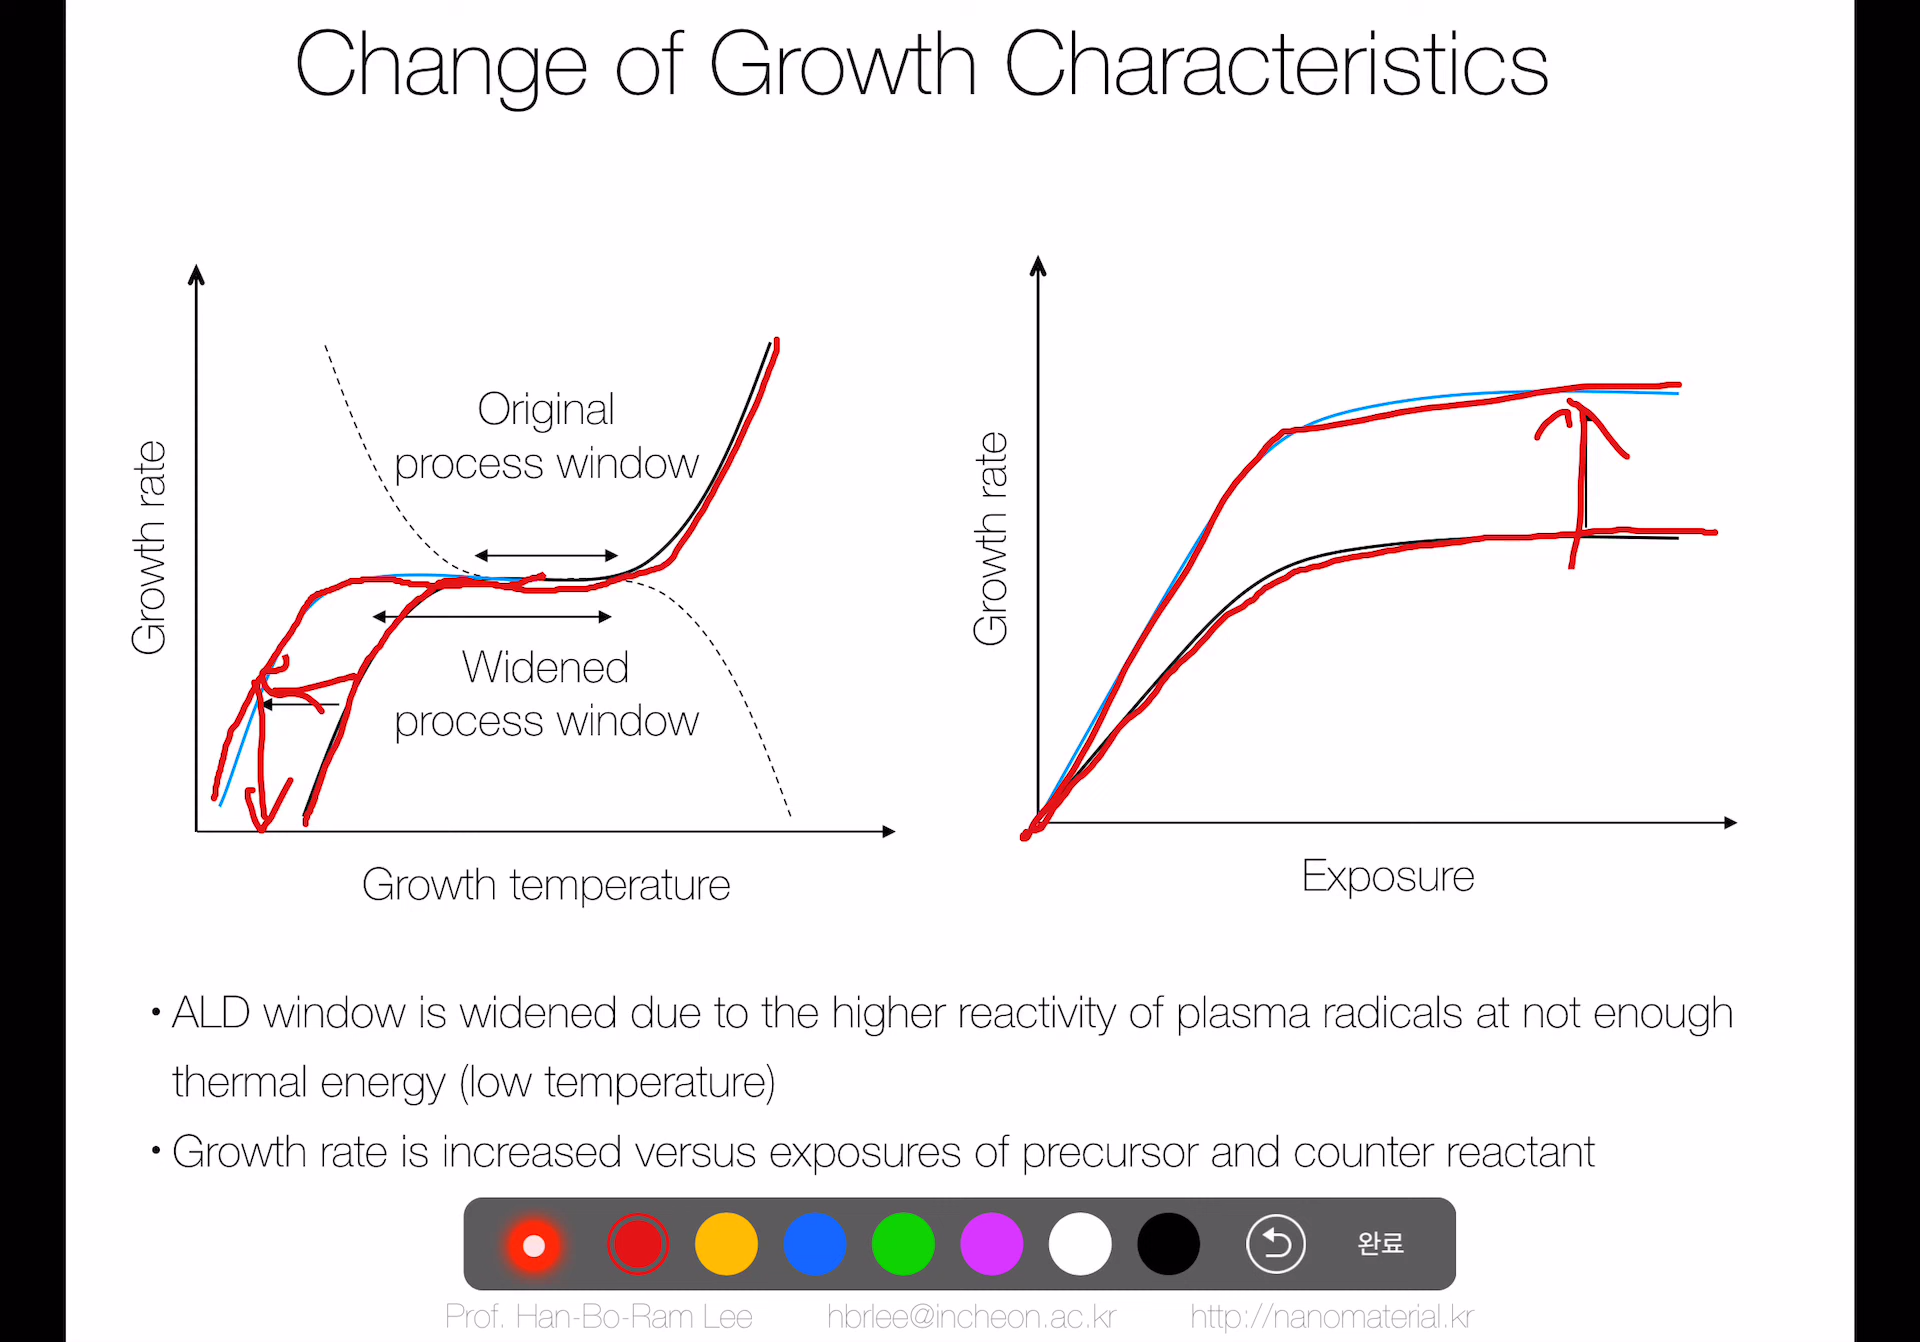 Change of Growth Characteristics
Growth rate
Original
process window
Widened
process window
Growth temperature
Growth rate
Exposure
• ALD window is widened due to the higher reactivity of plasma radicals at not enough
thermal energy (low temperature)
• Growth rate is increased versus exposures of precursor and counter reactant
완료
Prof. Han-Bo-Ram Lee hbrlee@incheon.ac.kr http://nanomaterial.kr